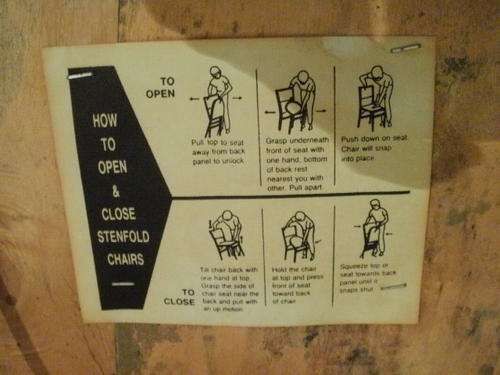 HOW
TO
OPEN
&
CLOSE
STENFOLD
CHAIRS
TO
OPEN
Pull top to seat
away from back
panel to unlock.
Grasp underneath
front of seat with
one hand, bottom
of back rest
nearest you with
other. Pull apart.
Push down on seat.
Chair will snap
into place.
TO
CLOSE
Tilt chair back with
one hand at top.
Grasp the side of
chair seat near the
back and put with
an up motion.
Hold the chair
at top and press
front of seat
toward back
of chair.
Squeeze top or
seat towards back
panel until it
snaps shut.